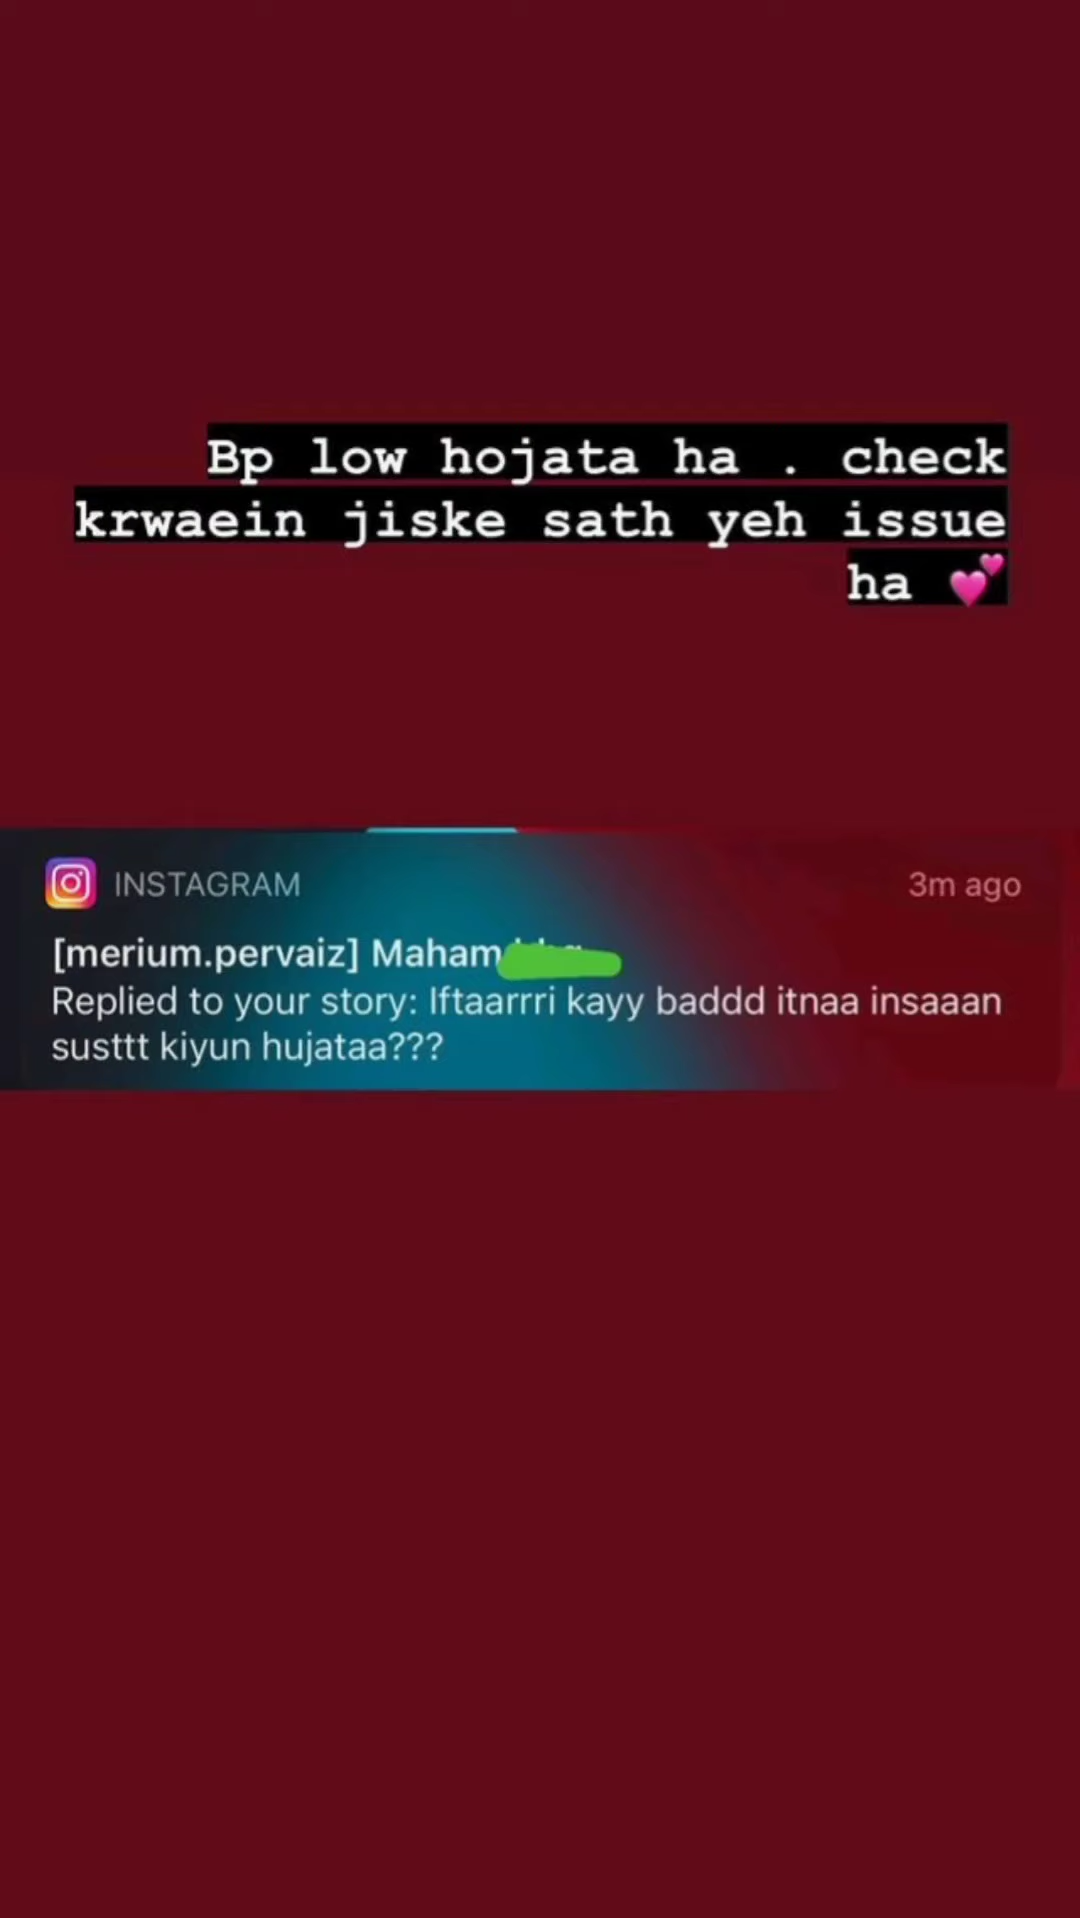 Bp low hojata ha . check
krwaein jiske sath yeh issue
ha 💕
INSTAGRAM
3m ago
[merium.pervaiz] Maham
Replied to your story: Iftaarrri kayy baddd itnaa insaaan
susttt kiyun hujataa???